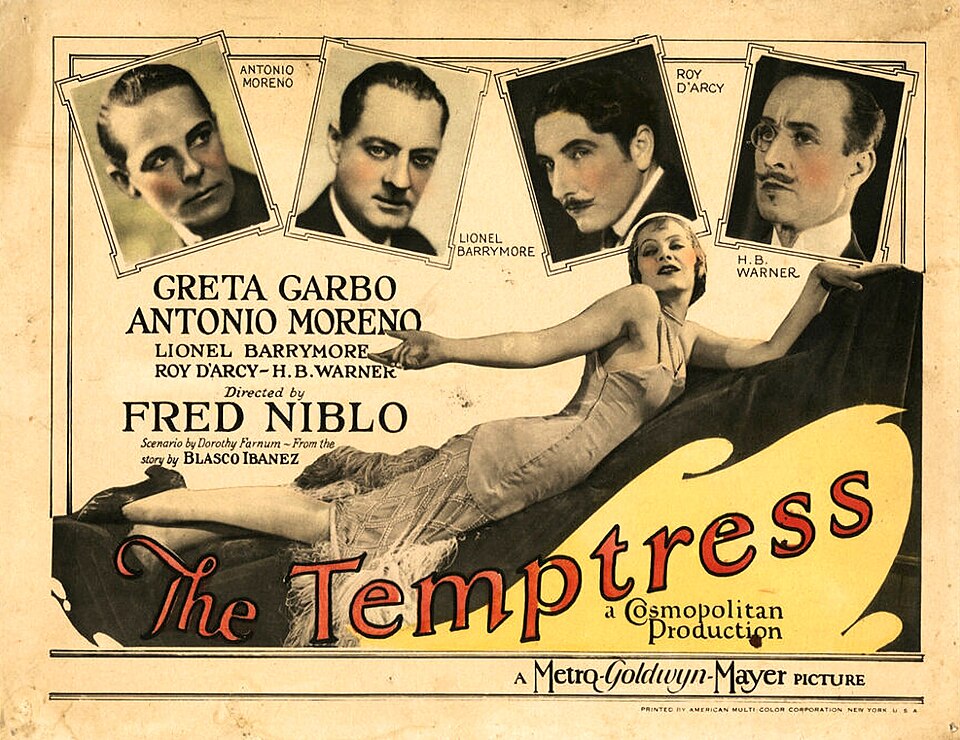 ANTONIO
MORENO
LIONEL
BARRYMORE
ROY
D'ARCY
H.B.
WARNER
GRETA GARBO
ANTONIO MORENO
LIONEL BARRYMORE
ROY D'ARCY~H.B.WARNER
Directed by
FRED NIBLO
Scenario by Dorothy Farnum ~ From the
story by BLASCO IBANEZ
The Temptress
a Cosmopolitan
Production
A Metro-Goldwyn-Mayer PICTURE
PRINTED BY AMERICAN MULTI-COLOR CORPORATION NEW YORK U. S. A